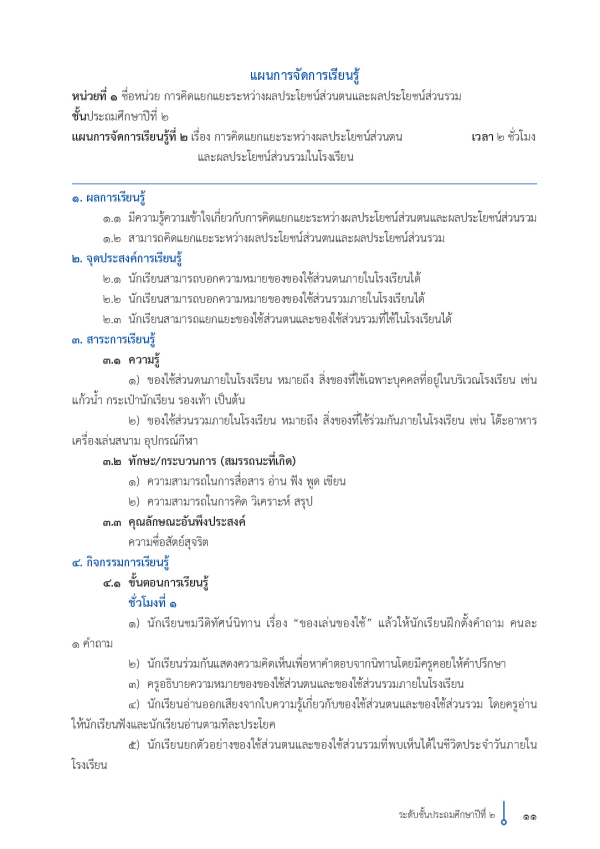 แผนการจัดการเรียนรู้
หน่วยที่ ๑ ชื่อหน่วย การคิดแยกแยะระหว่างผลประโยชน์ส่วนตนและผลประโยชน์ส่วนรวม
ชั้นประถมศึกษาปีที่ ๒
แผนการจัดการเรียนรู้ที่ ๒ เรื่อง การคิดแยกแยะระหว่างผลประโยชน์ส่วนตน เวลา ๒ ชั่วโมง
และผลประโยชน์ส่วนรวมในโรงเรียน
๑. ผลการเรียนรู้
๑.๑ มีความรู้ความเข้าใจเกี่ยวกับการคิดแยกแยะระหว่างผลประโยชน์ส่วนตนและผลประโยชน์ส่วนรวม
๑.๒ สามารถคิดแยกแยะระหว่างผลประโยชน์ส่วนตนและผลประโยชน์ส่วนรวม
๒. จุดประสงค์การเรียนรู้
๒.๑ นักเรียนสามารถบอกความหมายของของใช้ส่วนตนภายในโรงเรียนได้
๒.๒ นักเรียนสามารถบอกความหมายของของใช้ส่วนรวมภายในโรงเรียนได้
๒.๓ นักเรียนสามารถแยกแยะของใช้ส่วนตนและของใช้ส่วนรวมที่ใช้ในโรงเรียนได้
๓. สาระการเรียนรู้
๓.๑ ความรู้
๑) ของใช้ส่วนตนภายในโรงเรียน หมายถึง สิ่งของที่ใช้เฉพาะบุคคลที่อยู่ในบริเวณโรงเรียน เช่น
แก้วน้ำ กระเป๋านักเรียน รองเท้า เป็นต้น
๒) ของใช้ส่วนรวมภายในโรงเรียน หมายถึง สิ่งของที่ใช้ร่วมกันภายในโรงเรียน เช่น โต๊ะอาหาร
เครื่องเล่นสนาม อุปกรณ์กีฬา
๓.๒ ทักษะ/กระบวนการ (สมรรถนะที่เกิด)
๑) ความสามารถในการสื่อสาร อ่าน ฟัง พูด เขียน
๒) ความสามารถในการคิด วิเคราะห์ สรุป
๓.๓ คุณลักษณะอันพึงประสงค์
ความซื่อสัตย์สุจริต
๔. กิจกรรมการเรียนรู้
๔.๑ ขั้นตอนการเรียนรู้
ชั่วโมงที่ ๑
๑) นักเรียนชมวีดิทัศน์นิทาน เรื่อง “ของเล่นของใช้” แล้วให้นักเรียนฝึกตั้งคำถาม คนละ
๑ คำถาม
๒) นักเรียนร่วมกันแสดงความคิดเห็นเพื่อหาคำตอบจากนิทานโดยมีครูคอยให้คำปรึกษา
๓) ครูอธิบายความหมายของของใช้ส่วนตนและของใช้ส่วนรวมภายในโรงเรียน
๔) นักเรียนอ่านออกเสียงจากใบความรู้เกี่ยวกับของใช้ส่วนตนและของใช้ส่วนรวม โดยครูอ่าน
ให้นักเรียนฟังและนักเรียนอ่านตามทีละประโยค
๕) นักเรียนยกตัวอย่างของใช้ส่วนตนและของใช้ส่วนรวมที่พบเห็นได้ในชีวิตประจำวันภายใน
โรงเรียน
ระดับชั้นประถมศึกษาปีที่ ๒ ๑๑